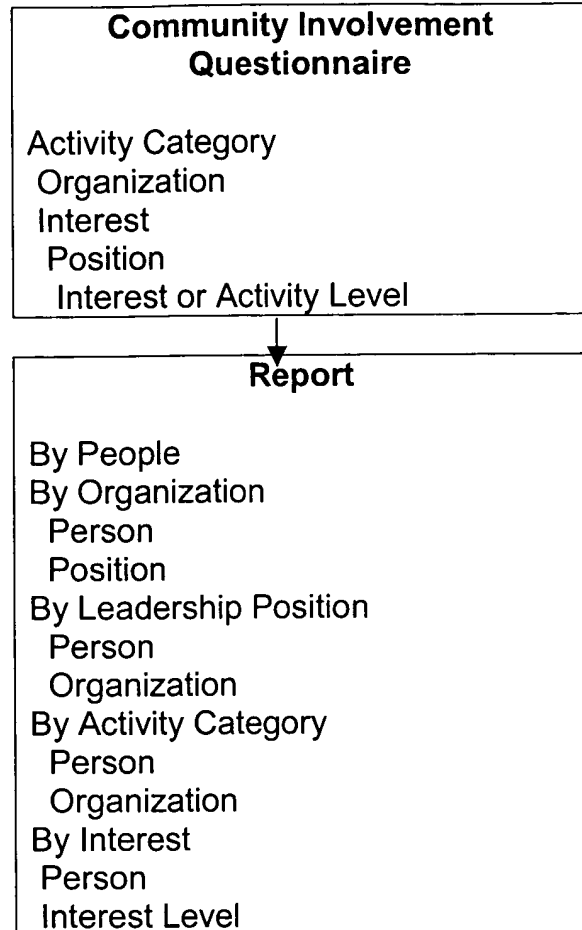 Community Involvement
Questionnaire
Activity Category
Organization
Interest
Position
Interest or Activity Level
Report
By People
By Organization
Person
Position
By Leadership Position
Person
Organization
By Activity Category
Person
Organization
By Interest
Person
Interest Level